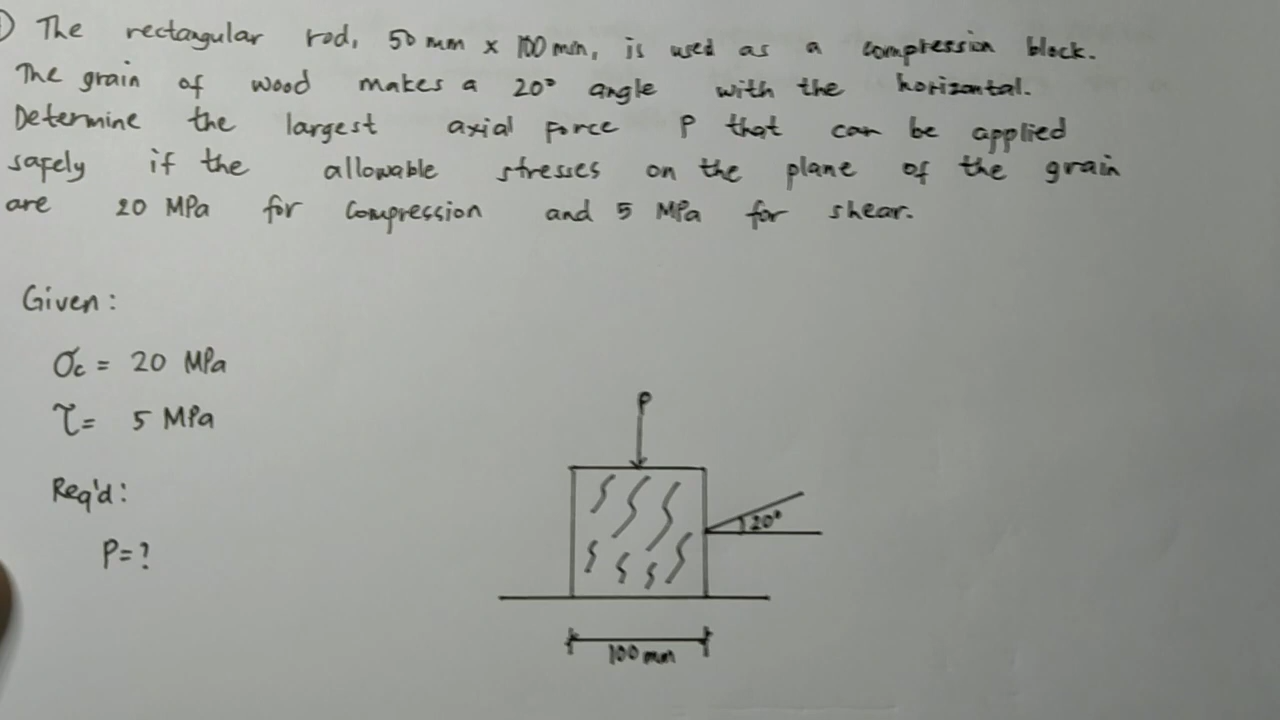 1) The rectangular rod, 50 mm x 100 mm, is used as a compression block.
The grain of wood makes a 20° angle with the horizontal.
Determine the largest axial force P that can be applied
safely if the allowable stresses on the plane of the grain
are 20 MPa for compression and 5 MPa for shear.
Given:
σc = 20 MPa
τ = 5 MPa
Req'd:
P = ?
P
20°
100 mm